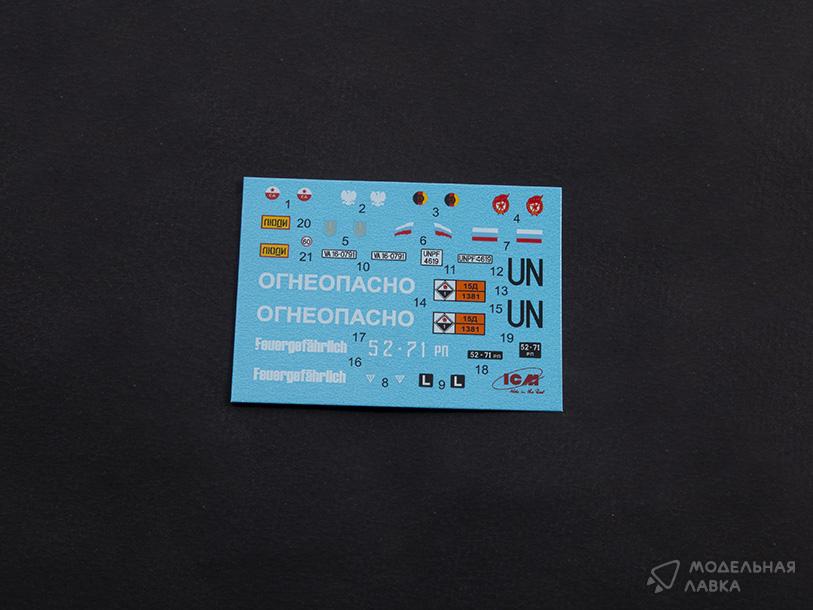 1 2 3 4
ЛЮДИ 20 5 6 7
ЛЮДИ 60 21 VA 16-0791 10 VA 16-0791 UNPF 4619 11 UNPF 4619 12 UN
ОГНЕОПАСНО 14 15Д 1381 13
ОГНЕОПАСНО 15Д 1381 15 UN
Feuergefährlich 17 52-71 РП 52-71 РП 19 52-71 РП
Feuergefährlich 16 8 L 9 L 18 ICM
МОДЕЛЬНАЯ
ЛАВКА